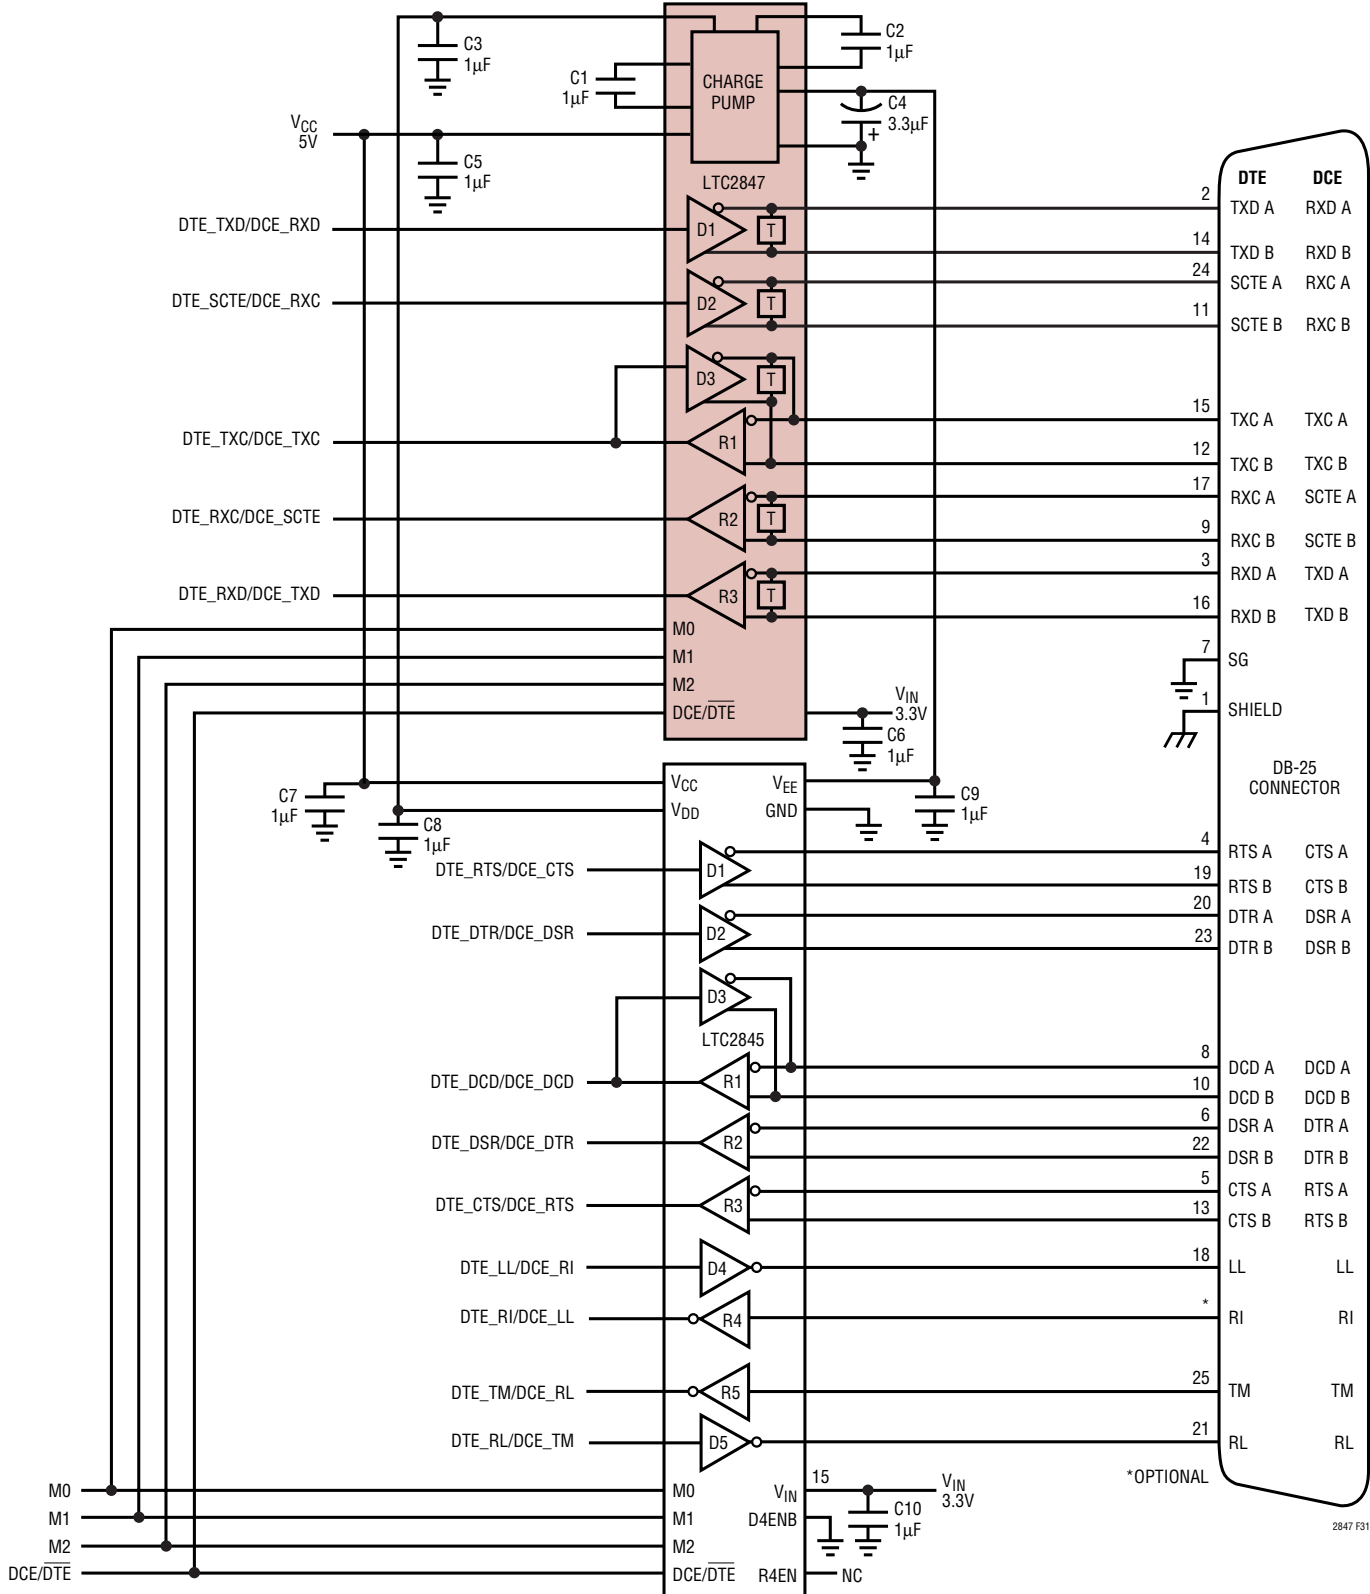 C3
1µF
C1
1µF
CHARGE
PUMP
C2
1µF
C4
3.3µF
+
VCC
5V
C5
1µF
LTC2847
DTE_TXD/DCE_RXD
D1
T
DTE_SCTE/DCE_RXC
D2
T
D3
T
DTE_TXC/DCE_TXC
R1
DTE_RXC/DCE_SCTE
R2
T
DTE_RXD/DCE_TXD
R3
T
M0
M1
M2
DCE/DTE
VIN
3.3V
C6
1µF
DTE DCE
2 TXD A RXD A
14 TXD B RXD B
24 SCTE A RXC A
11 SCTE B RXC B
15 TXC A TXC A
12 TXC B TXC B
17 RXC A SCTE A
9 RXC B SCTE B
3 RXD A TXD A
16 RXD B TXD B
7 SG
1 SHIELD
DB-25
CONNECTOR
C7
1µF
C8
1µF
VCC
VDD
VEE
GND
C9
1µF
DTE_RTS/DCE_CTS
D1
4 RTS A CTS A
19 RTS B CTS B
DTE_DTR/DCE_DSR
D2
20 DTR A DSR A
23 DTR B DSR B
D3
LTC2845
DTE_DCD/DCE_DCD
R1
8 DCD A DCD A
10 DCD B DCD B
DTE_DSR/DCE_DTR
R2
6 DSR A DTR A
22 DSR B DTR B
DTE_CTS/DCE_RTS
R3
5 CTS A RTS A
13 CTS B RTS B
DTE_LL/DCE_RI
D4
18 LL LL
DTE_RI/DCE_LL
R4
* RI RI
DTE_TM/DCE_RL
R5
25 TM TM
DTE_RL/DCE_TM
D5
21 RL RL
*OPTIONAL
M0
M1
M2
DCE/DTE
M0
M1
M2
DCE/DTE
15
VIN
D4ENB
R4EN
NC
VIN
3.3V
C10
1µF
2847 F31